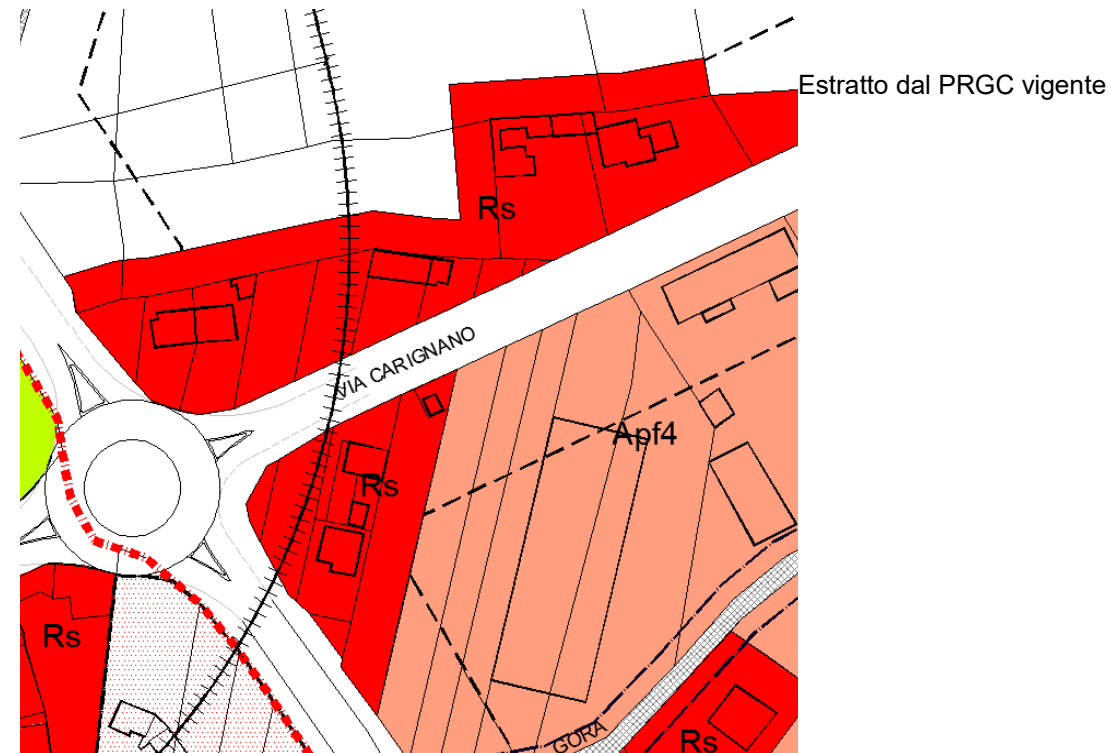 Estratto dal PRGC vigente
Rs
VIA CARIGNANO
Apf4
Rs
Rs
GORA
Rs